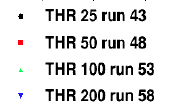 THR 25 run 43
THR 50 run 48
THR 100 run 53
THR 200 run 58